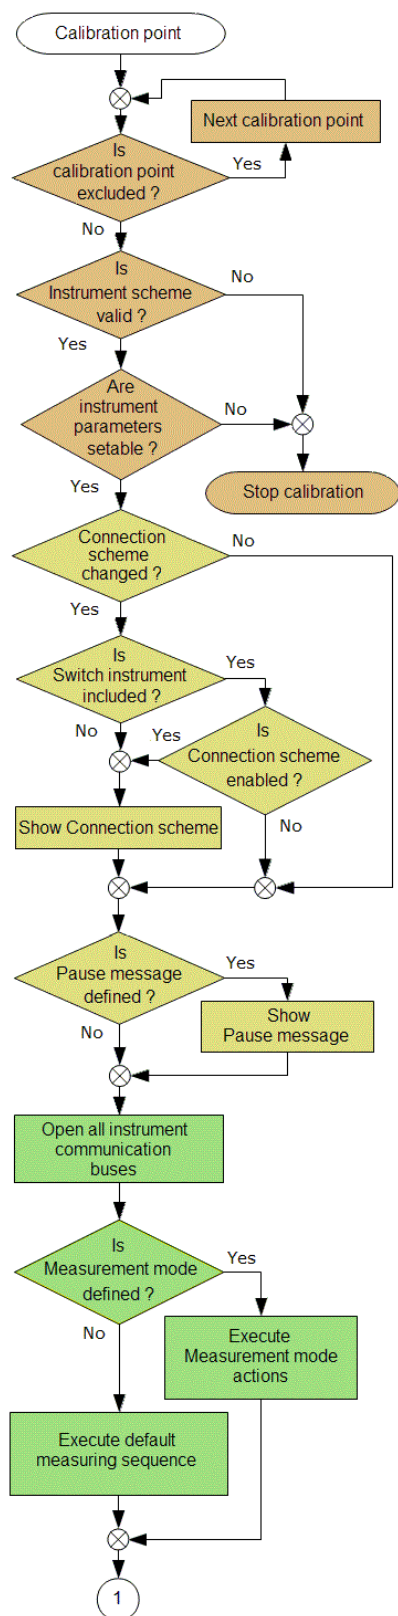 Calibration point
Next calibration point
Is
calibration point
excluded ?
Yes
No
Is
Instrument scheme
valid ?
No
Yes
Are
instrument
parameters
setable ?
No
Stop calibration
Yes
Connection
scheme
changed ?
No
Yes
Is
Switch instrument
included ?
Yes
No
Is
Connection scheme
enabled ?
Yes
No
Show Connection scheme
Is
Pause message
defined ?
Yes
No
Show
Pause message
Open all instrument
communication
buses
Is
Measurement mode
defined ?
Yes
No
Execute
Measurement mode
actions
Execute default
measuring sequence
1